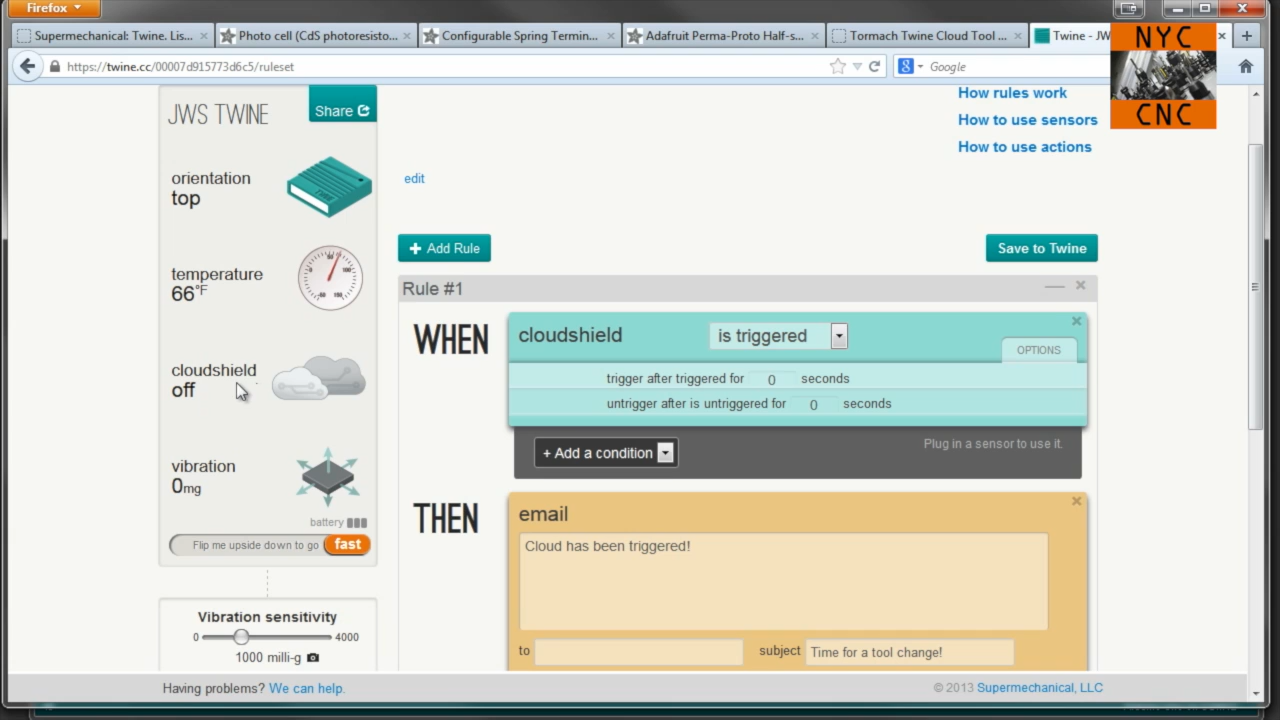 Firefox
Supermechanical: Twine. Lis...
Photo cell (CdS photoresisto...
Configurable Spring Termin...
Adafruit Perma-Proto Half-s...
Tormach Twine Cloud Tool ...
Twine - JW
https://twine.cc/00007d915773d6c5/ruleset
Google
NYC
CNC
JWS TWINE
Share
How rules work
How to use sensors
How to use actions
orientation
top
edit
+ Add Rule
Save to Twine
temperature
66°F
Rule #1
WHEN
cloudshield
is triggered
OPTIONS
trigger after triggered for 0 seconds
untrigger after is untriggered for 0 seconds
cloudshield
off
+ Add a condition
Plug in a sensor to use it.
vibration
0mg
battery
Flip me upside down to go fast
THEN
email
Cloud has been triggered!
to
subject Time for a tool change!
Vibration sensitivity
0 4000
1000 milli-g
Having problems? We can help.
© 2013 Supermechanical, LLC